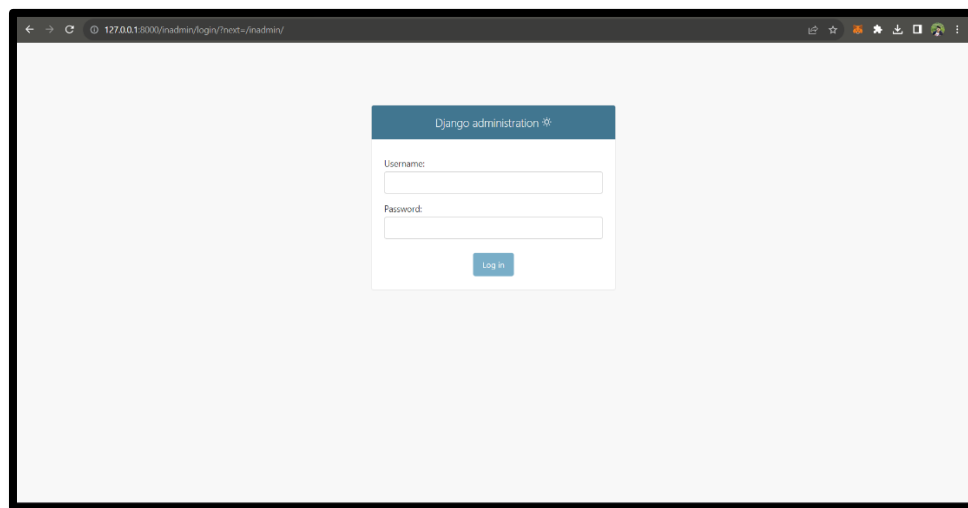 127.0.0.1:8000/inadmin/login/?next=/inadmin/
Django administration
Username:
Password:
Log in